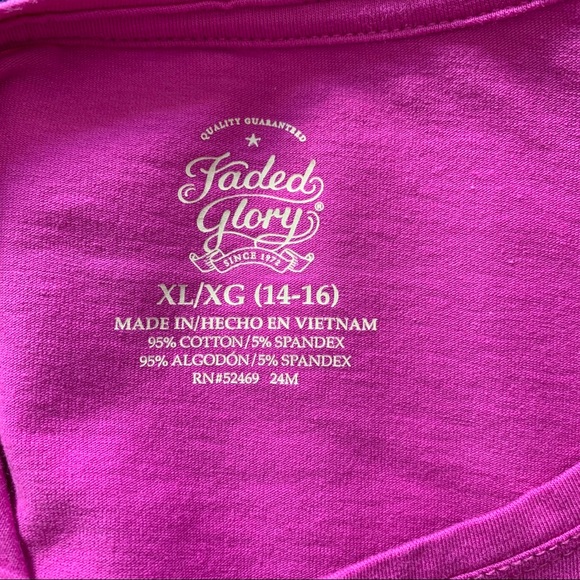 QUALITY GUARANTEED
Faded
Glory®
SINCE 1972
XL/XG (14-16)
MADE IN/HECHO EN VIETNAM
95% COTTON/5% SPANDEX
95% ALGODÓN/5% SPANDEX
RN#52469 24M